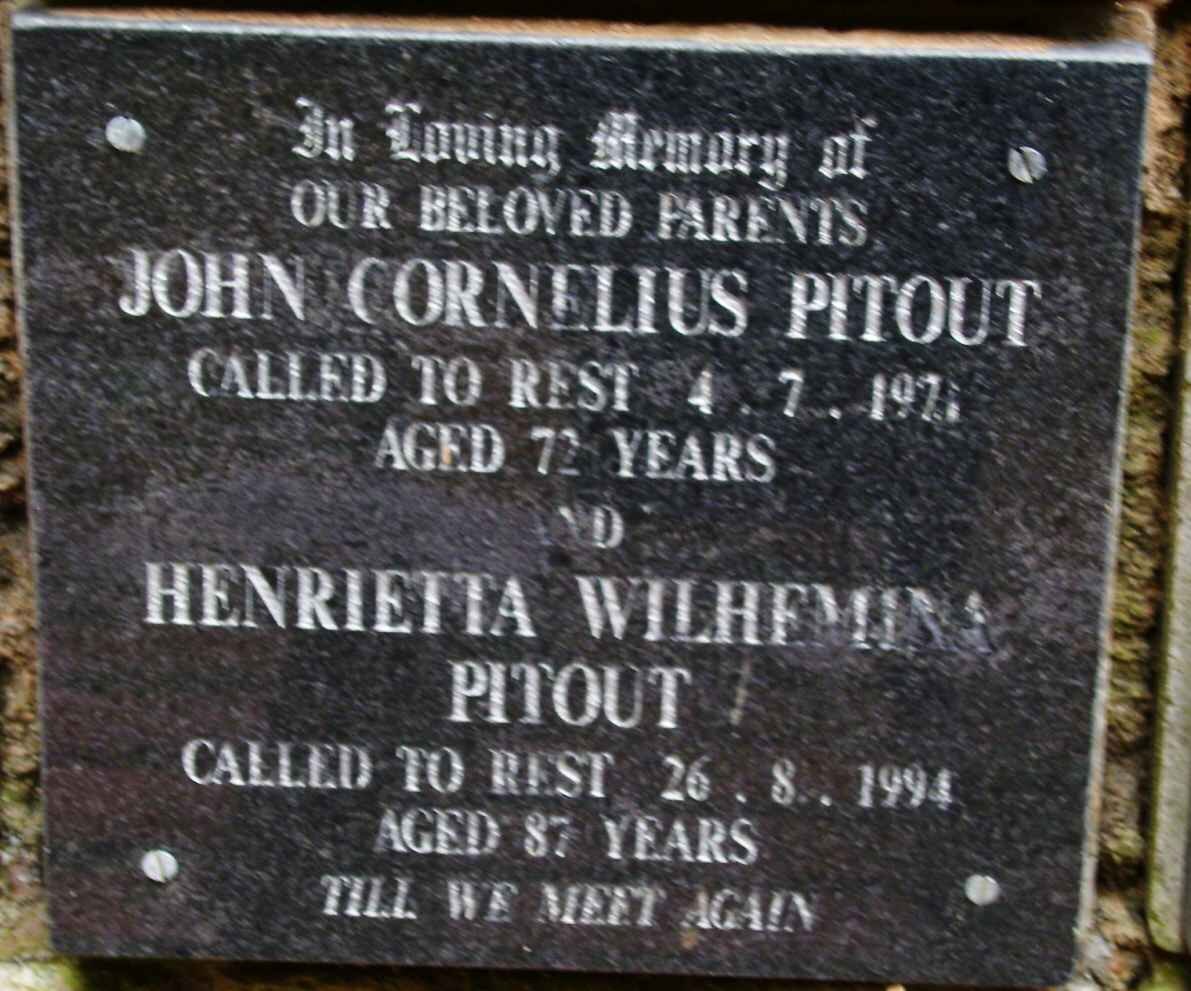 In Loving Memory of
OUR BELOVED PARENTS
JOHN CORNELIUS PITOUT
CALLED TO REST 4 . 7 .
AGED 72 YEARS
AND
HENRIETTA WILHEMINA
PITOUT
CALLED TO REST 26 . 8 . 1994
AGED 87 YEARS
TILL WE MEET AGAIN